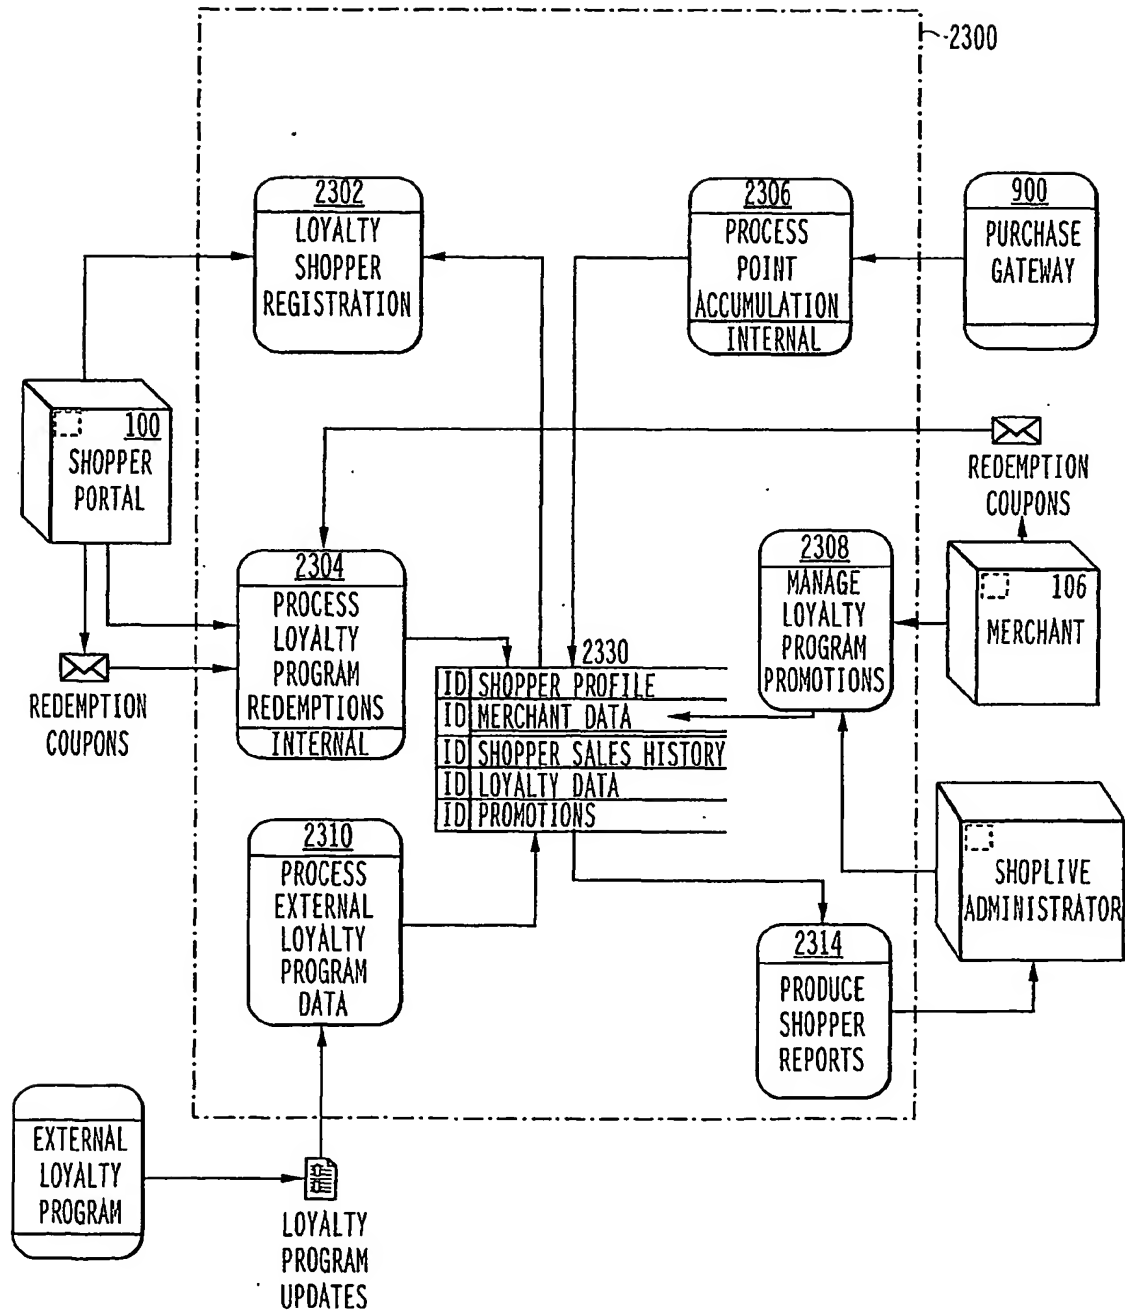 2300
2302
LOYALTY
SHOPPER
REGISTRATION
2306
PROCESS
POINT
ACCUMULATION
INTERNAL
900
PURCHASE
GATEWAY
100
SHOPPER
PORTAL
REDEMPTION
COUPONS
2304
PROCESS
LOYALTY
PROGRAM
REDEMPTIONS
INTERNAL
2308
MANAGE
LOYALTY
PROGRAM
PROMOTIONS
106
MERCHANT
REDEMPTION
COUPONS
2330
ID SHOPPER PROFILE
ID MERCHANT DATA
ID SHOPPER SALES HISTORY
ID LOYALTY DATA
ID PROMOTIONS
2310
PROCESS
EXTERNAL
LOYALTY
PROGRAM
DATA
SHOPLIVE
ADMINISTRATOR
2314
PRODUCE
SHOPPER
REPORTS
EXTERNAL
LOYALTY
PROGRAM
LOYALTY
PROGRAM
UPDATES